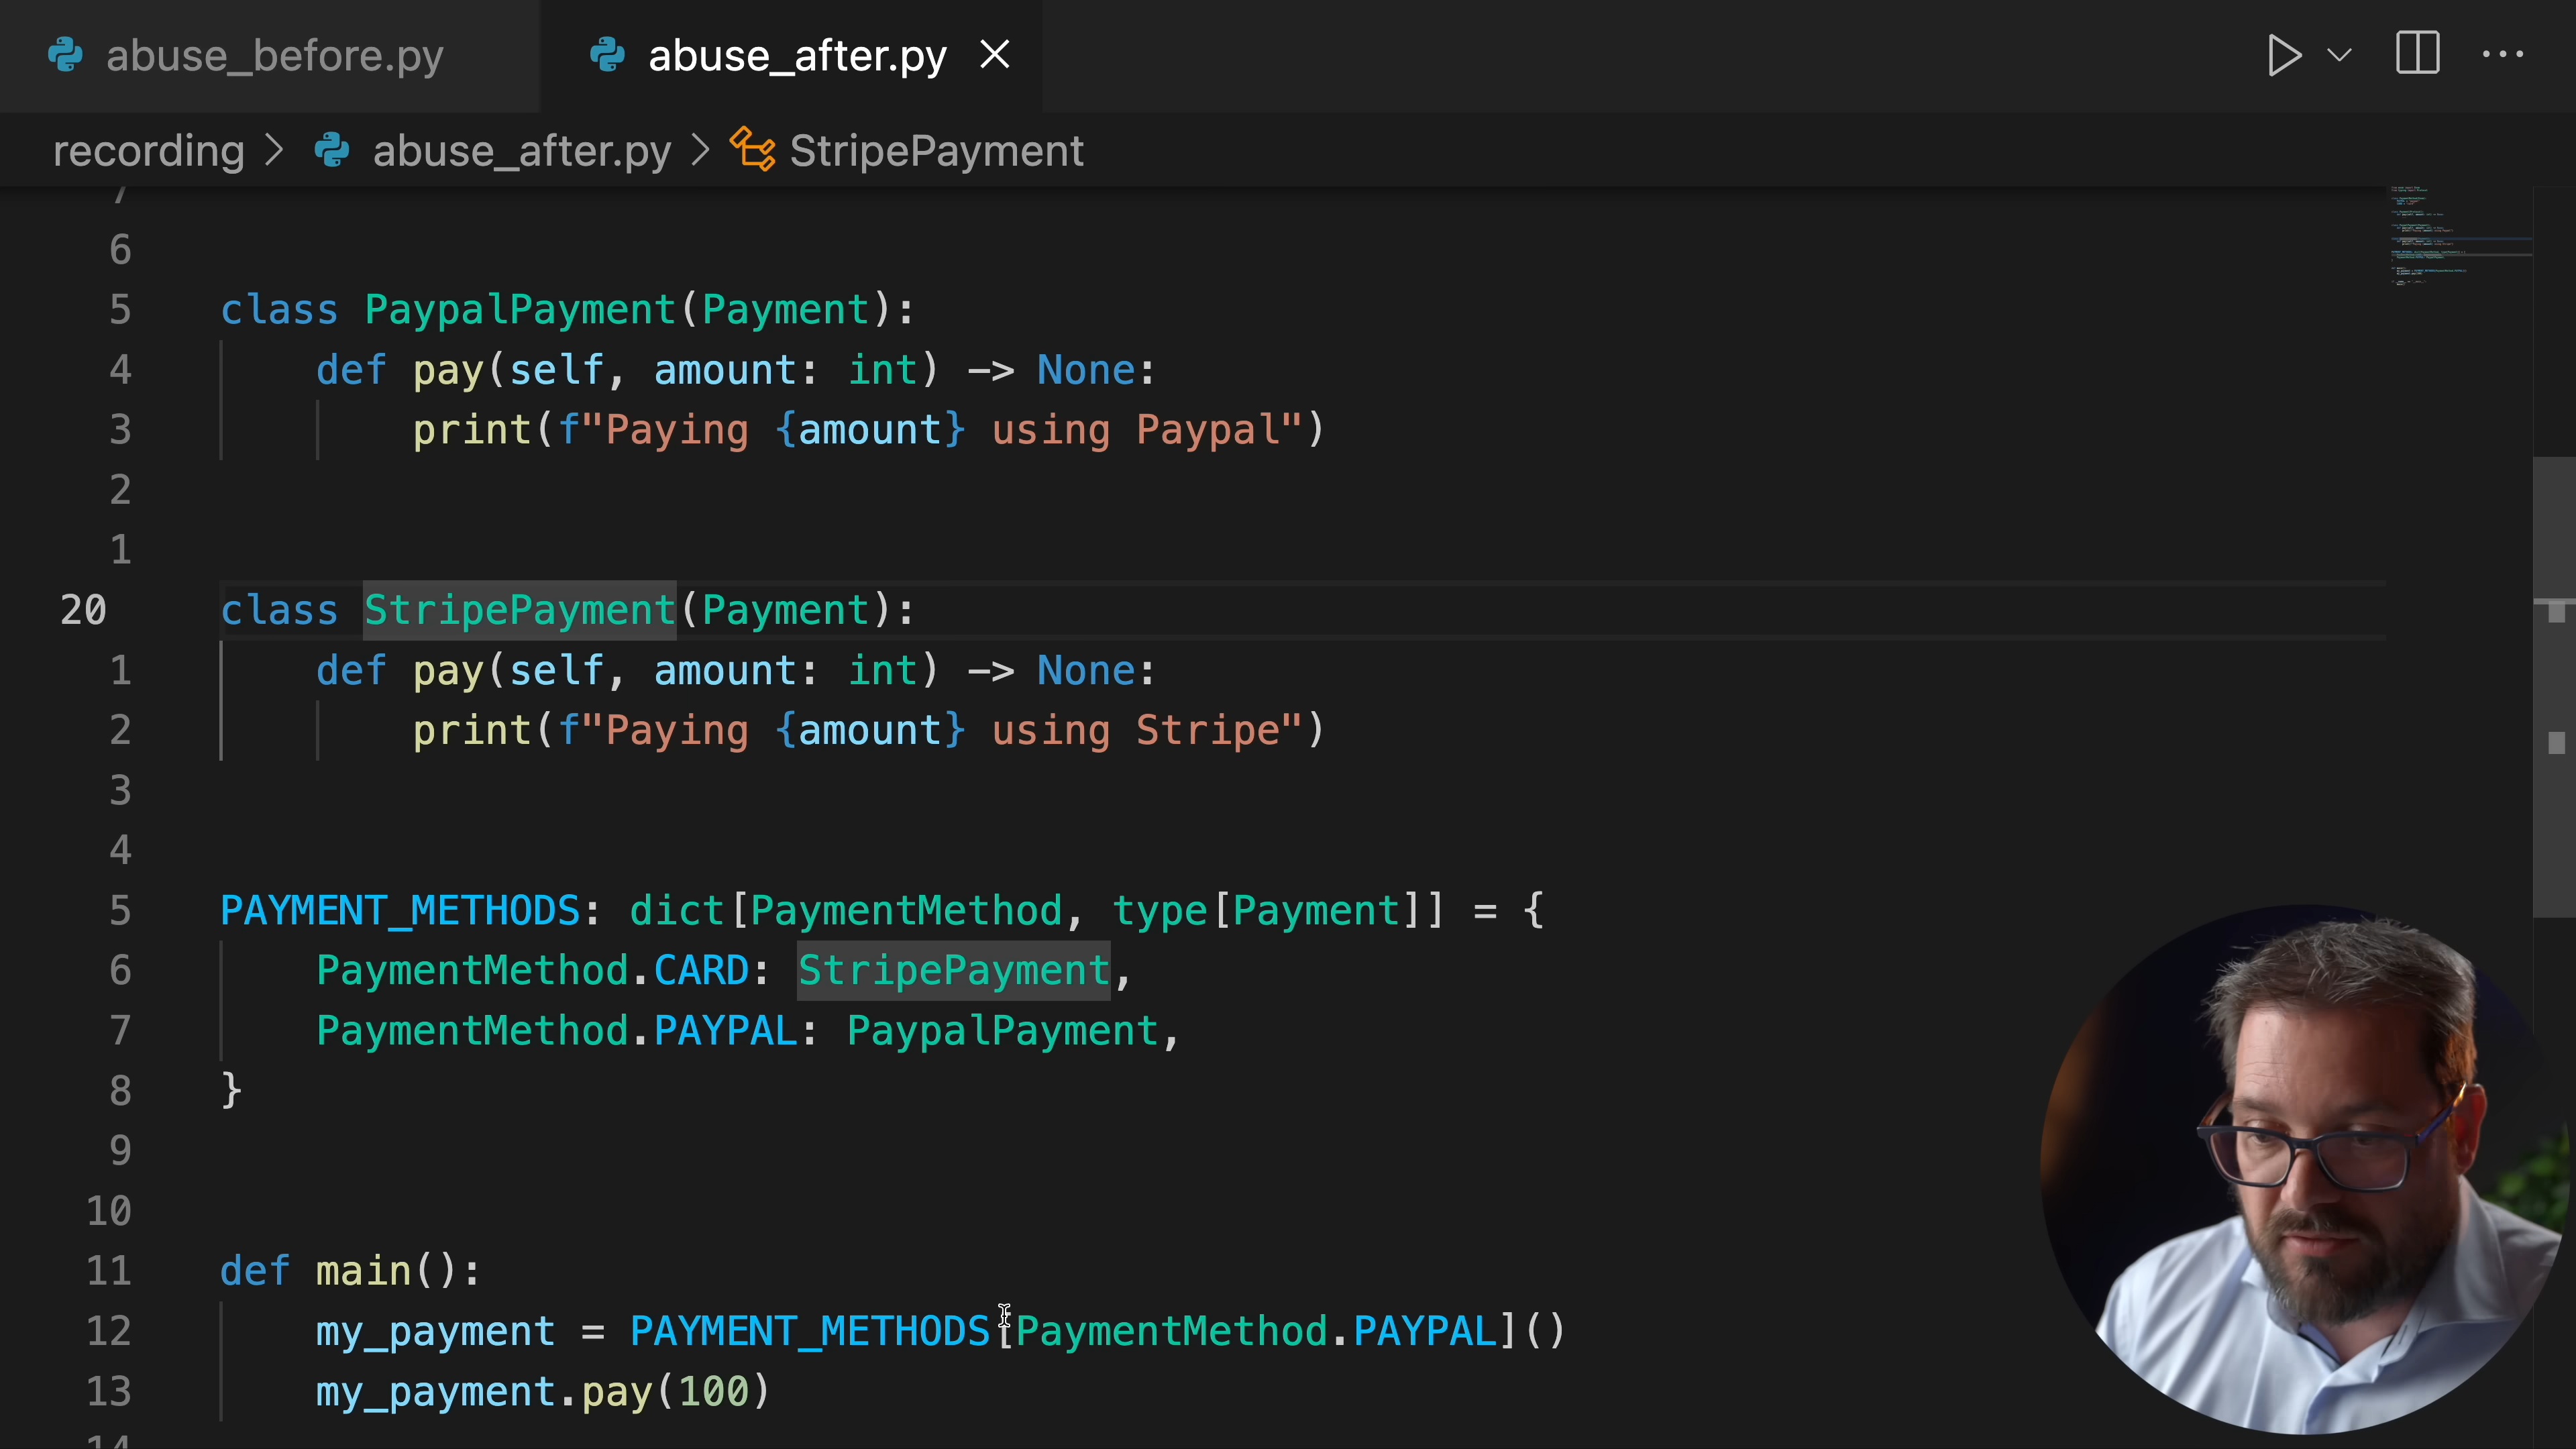 abuse_before.py
abuse_after.py
recording > abuse_after.py > StripePayment
7
6
5 class PaypalPayment(Payment):
4 def pay(self, amount: int) -> None:
3 print(f"Paying {amount} using Paypal")
2
1
20 class StripePayment(Payment):
1 def pay(self, amount: int) -> None:
2 print(f"Paying {amount} using Stripe")
3
4
5 PAYMENT_METHODS: dict[PaymentMethod, type[Payment]] = {
6 PaymentMethod.CARD: StripePayment,
7 PaymentMethod.PAYPAL: PaypalPayment,
8 }
9
10
11 def main():
12 my_payment = PAYMENT_METHODS[PaymentMethod.PAYPAL]()
13 my_payment.pay(100)
14